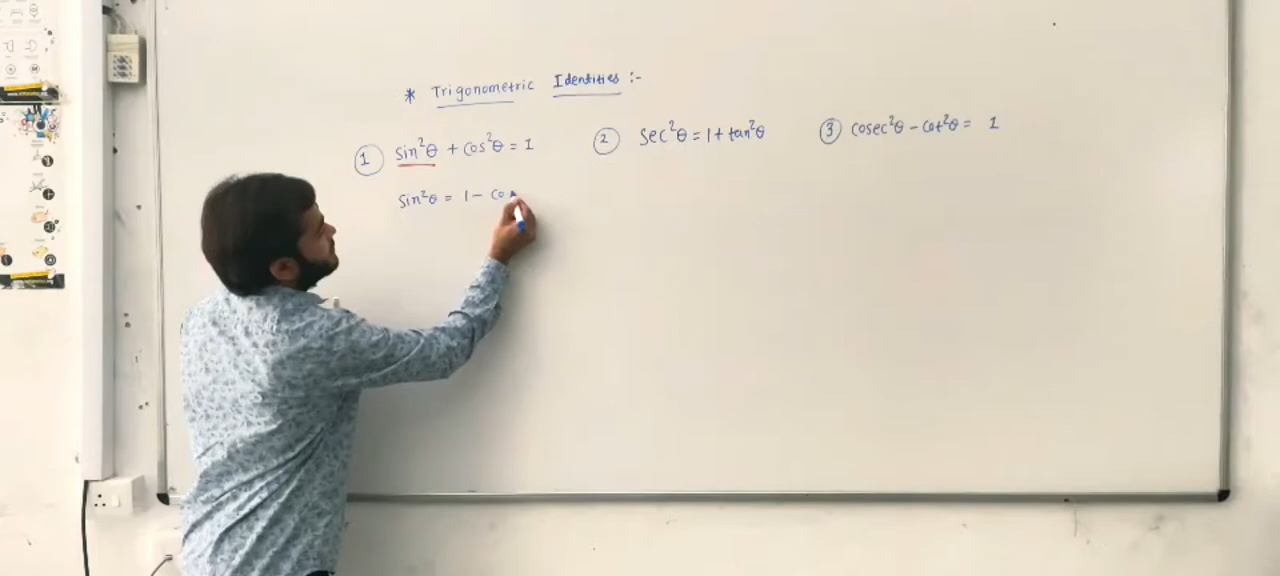 * Trigonometric Identities :-
① sin²θ + cos²θ = 1
sin²θ = 1 - co
② sec²θ = 1 + tan²θ
③ cosec²θ - cot²θ = 1